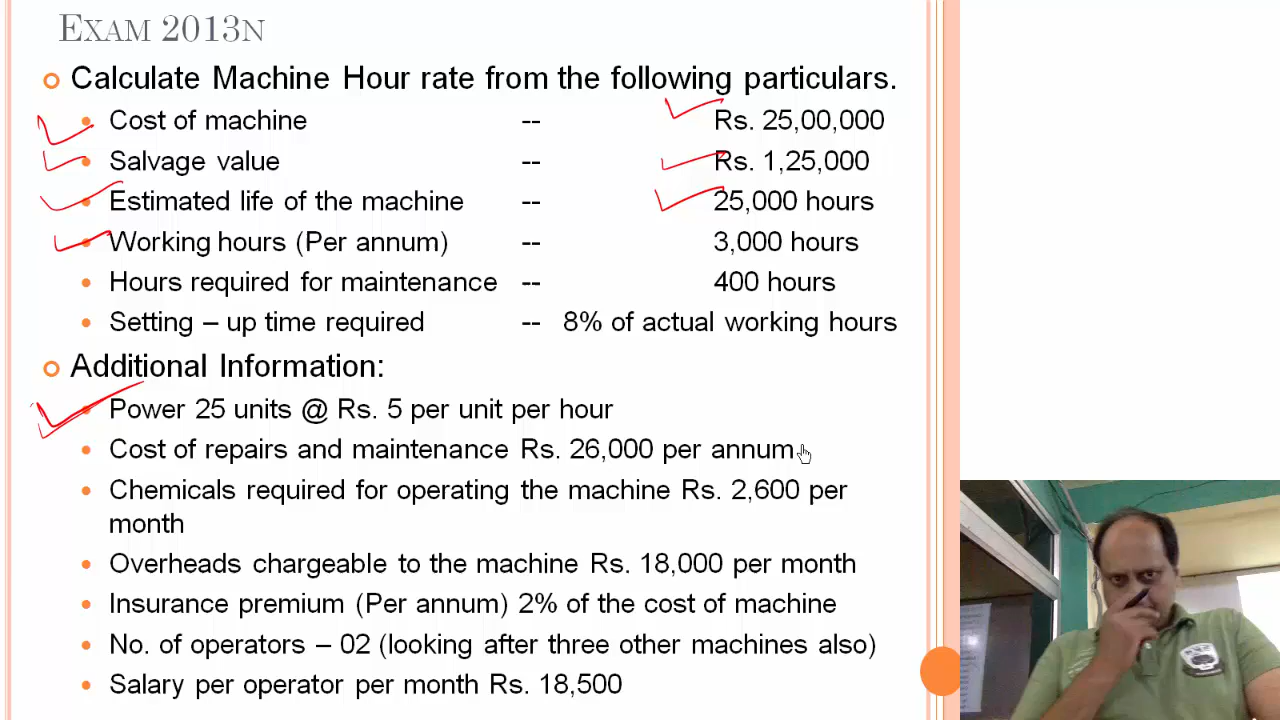 EXAM 2013N
Calculate Machine Hour rate from the following particulars.
Cost of machine -- Rs. 25,00,000
Salvage value -- Rs. 1,25,000
Estimated life of the machine -- 25,000 hours
Working hours (Per annum) -- 3,000 hours
Hours required for maintenance -- 400 hours
Setting – up time required -- 8% of actual working hours
Additional Information:
Power 25 units @ Rs. 5 per unit per hour
Cost of repairs and maintenance Rs. 26,000 per annum
Chemicals required for operating the machine Rs. 2,600 per
month
Overheads chargeable to the machine Rs. 18,000 per month
Insurance premium (Per annum) 2% of the cost of machine
No. of operators – 02 (looking after three other machines also)
Salary per operator per month Rs. 18,500